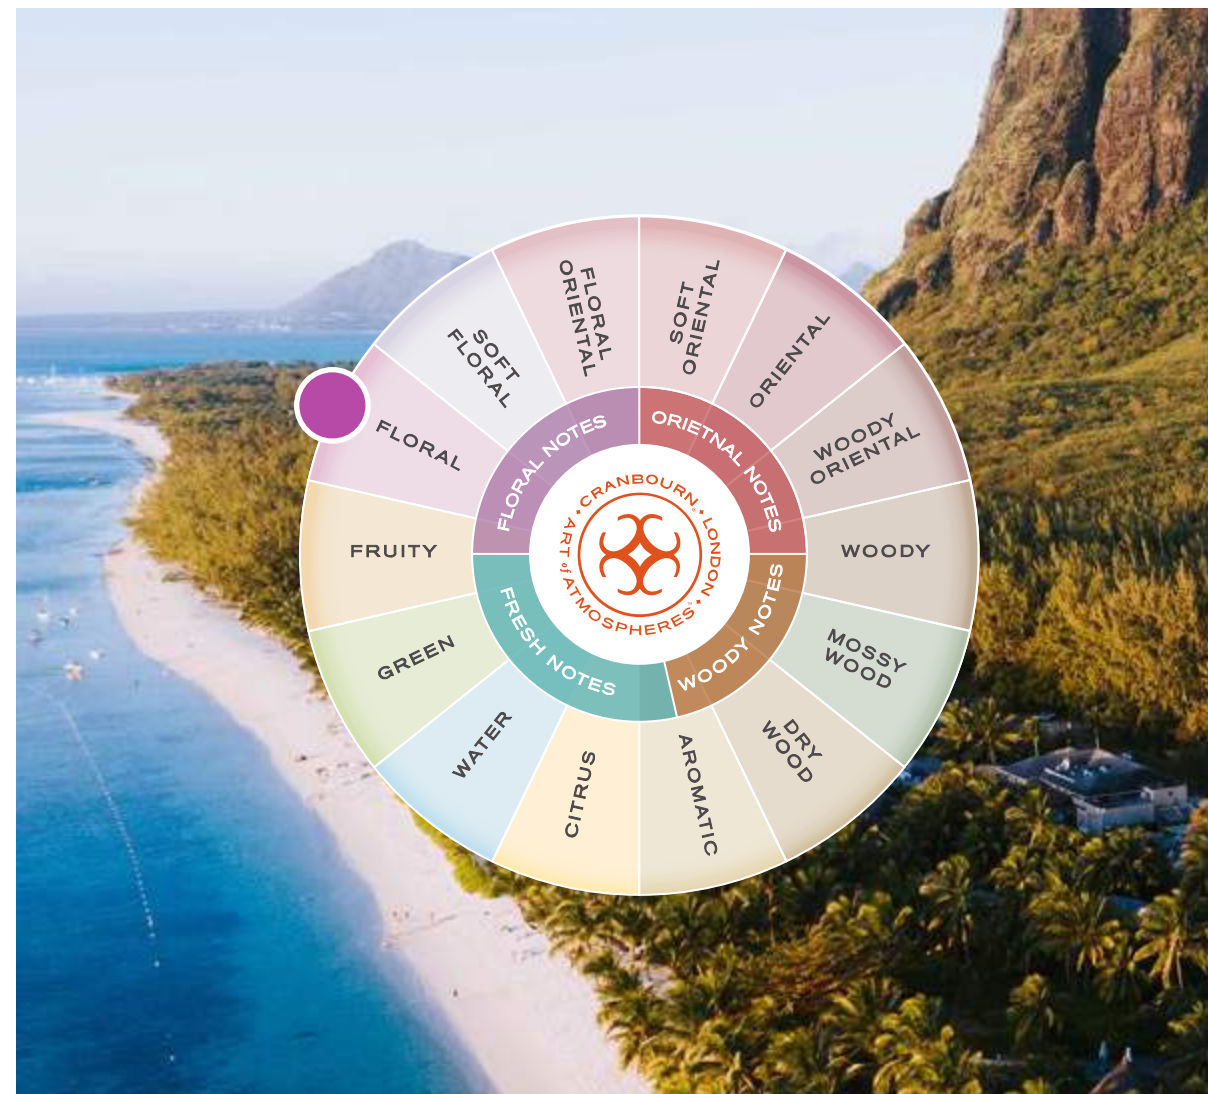 FLORAL
ORIENTAL
SOFT
ORIENTAL
ORIENTAL
WOODY
ORIENTAL
WOODY
MOSSY
WOOD
DRY
WOOD
AROMATIC
CITRUS
WATER
GREEN
FRUITY
FLORAL
SOFT
FLORAL
FLORAL NOTES
ORIETNAL NOTES
WOODY NOTES
FRESH NOTES
CRANBOURN
LONDON
ART of ATMOSPHERES